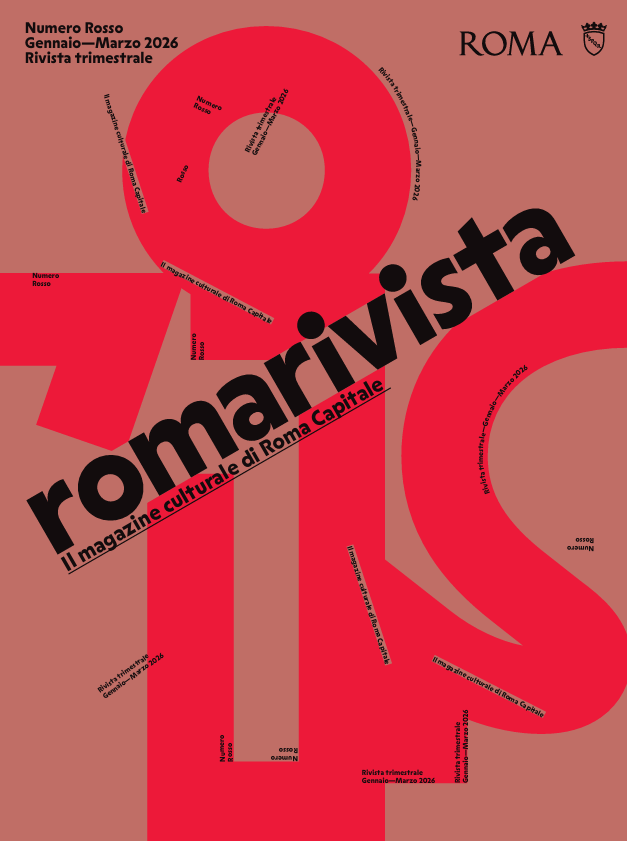 Numero Rosso
Gennaio—Marzo 2026
Rivista trimestrale
ROMA
Il magazine culturale di Roma Capitale
Numero
Rosso
Rivista trimestrale
Gennaio—Marzo 2026
Rivista trimestrale—Gennaio—Marzo 2026
Rosso
Il magazine culturale di Roma Capitale
Numero
Rosso
Numero
Rosso
romarivista
Il magazine culturale di Roma Capitale
Rivista trimestrale—Gennaio—Marzo 2026
Numero
Rosso
Il magazine culturale di Roma Capitale
Rivista trimestrale
Gennaio—Marzo 2026
Il magazine culturale di Roma Capitale
Numero
Rosso
Numero
Rosso
Rivista trimestrale
Gennaio—Marzo 2026
Rivista trimestrale
Gennaio—Marzo 2026